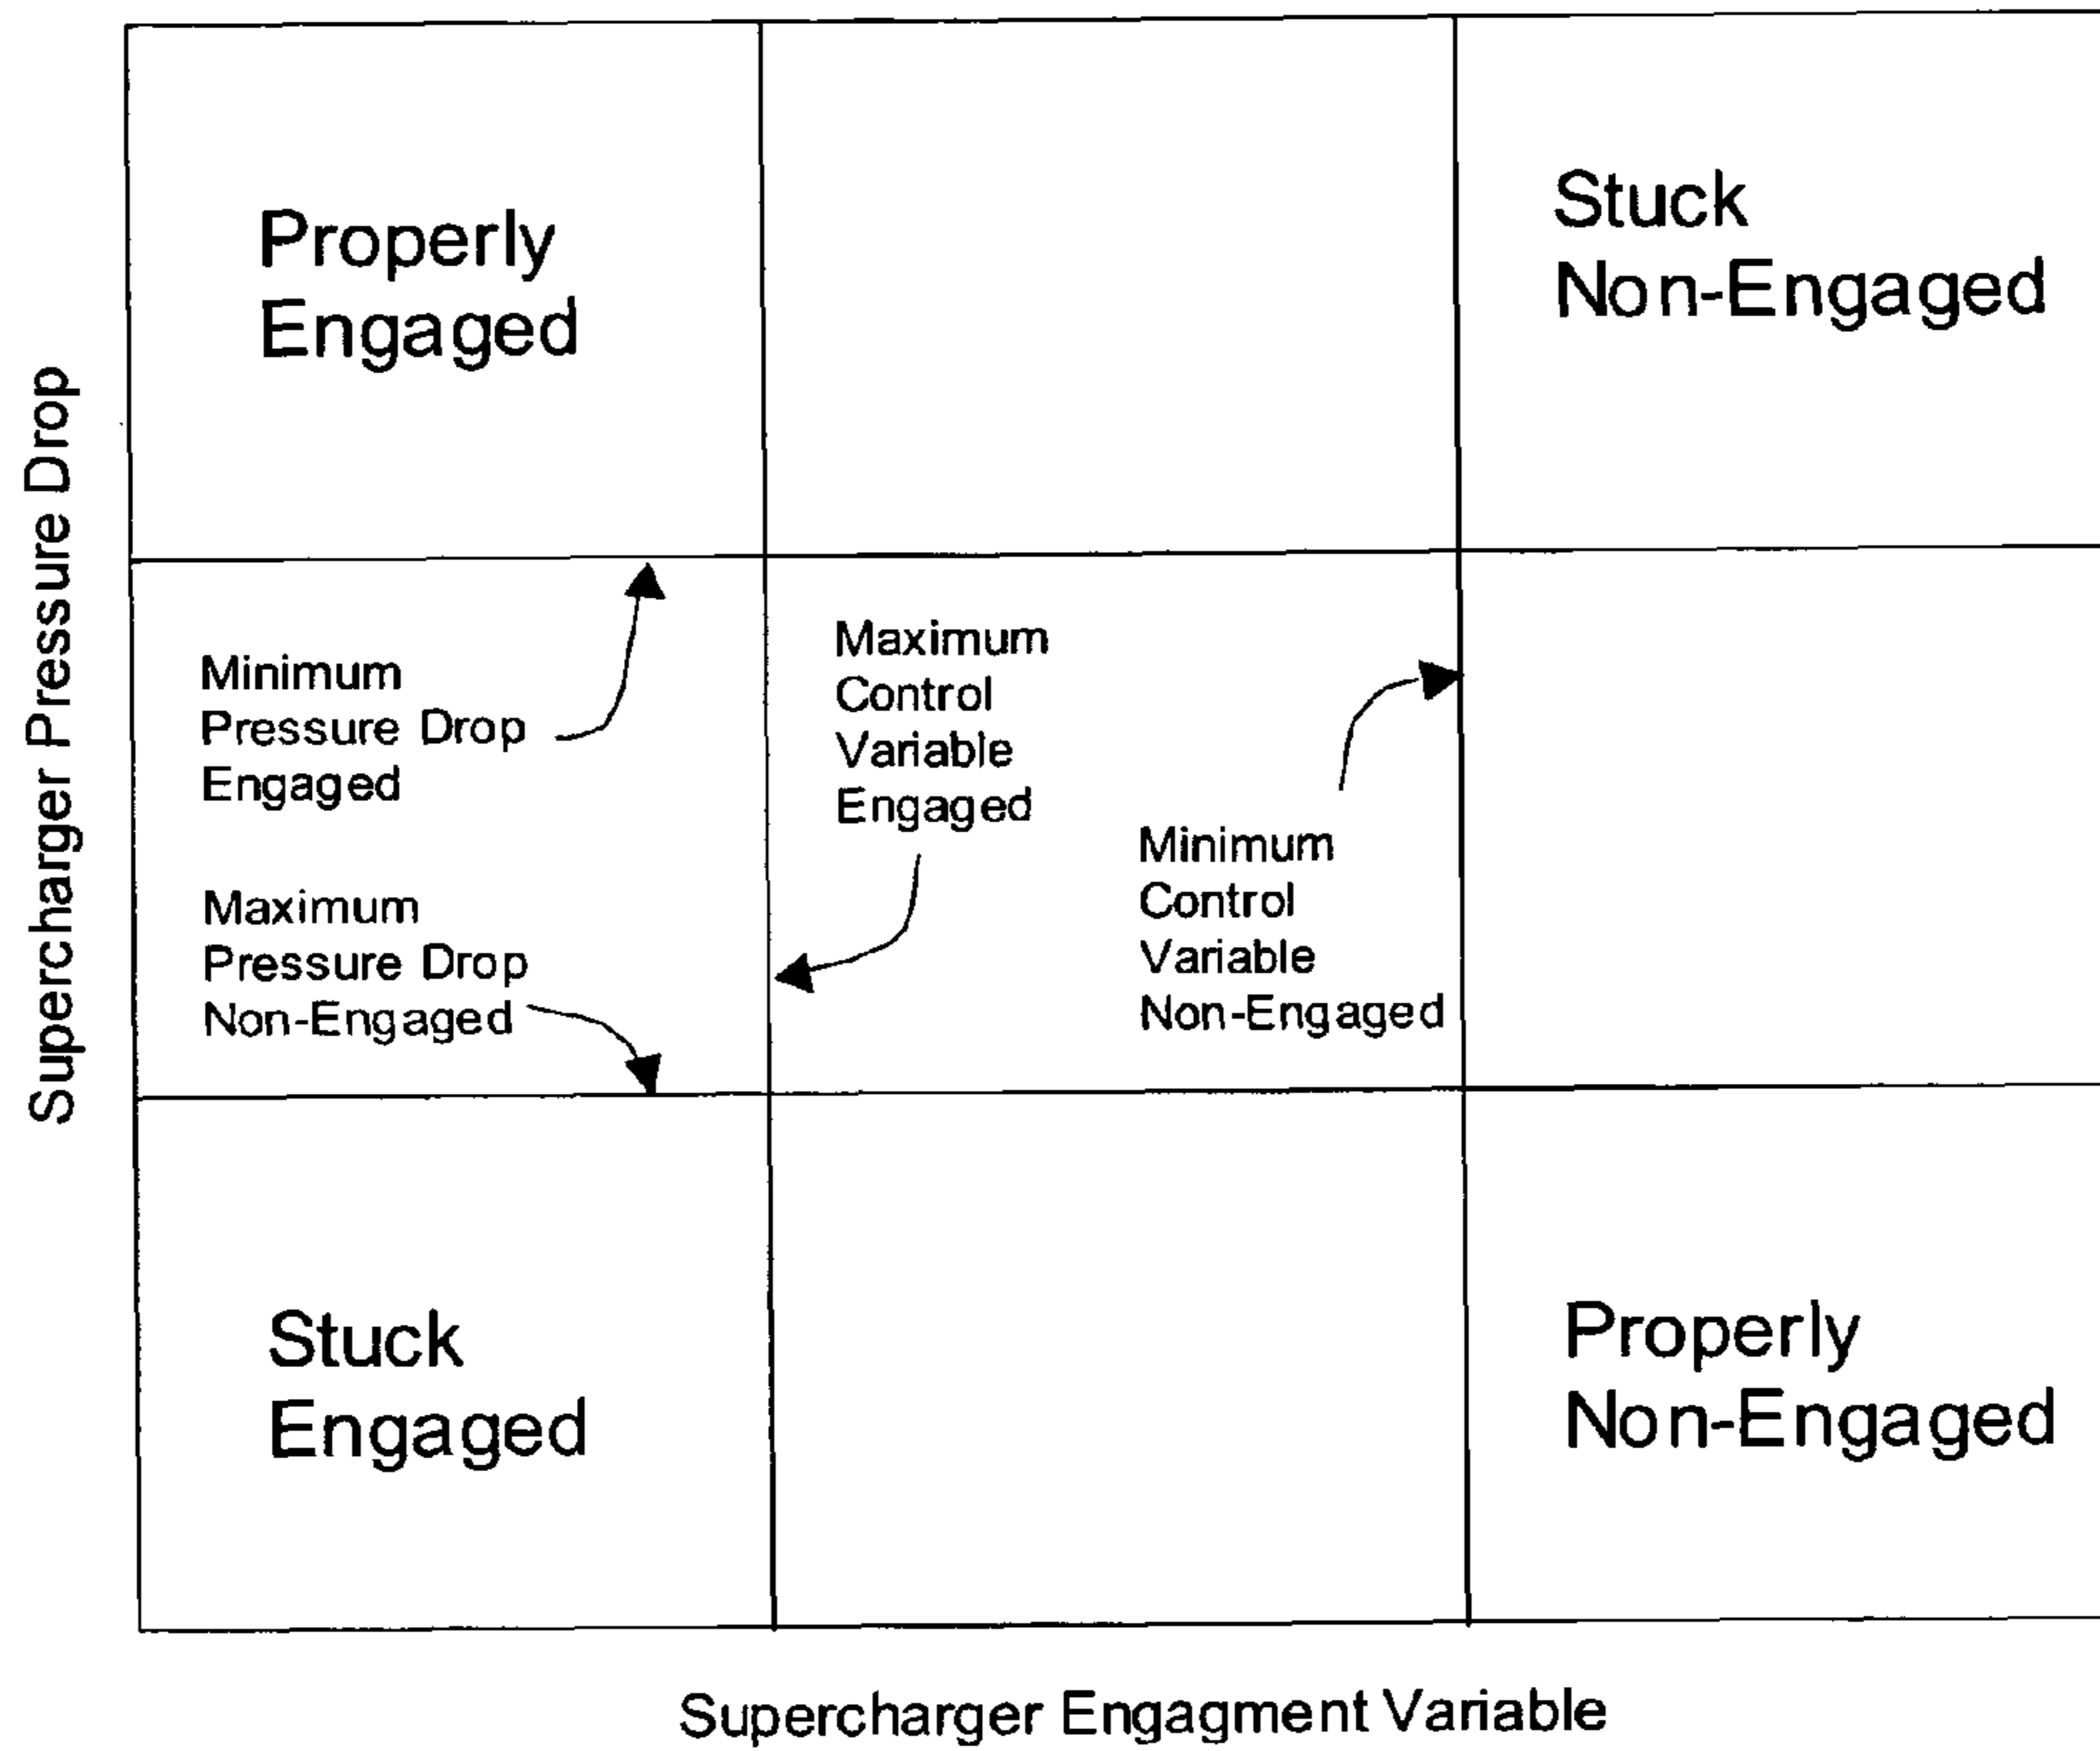 Supercharger Pressure Drop
Properly
Engaged
Stuck
Non-Engaged
Minimum
Pressure Drop
Engaged
Maximum
Control
Variable
Engaged
Minimum
Control
Variable
Non-Engaged
Maximum
Pressure Drop
Non-Engaged
Stuck
Engaged
Properly
Non-Engaged
Supercharger Engagment Variable